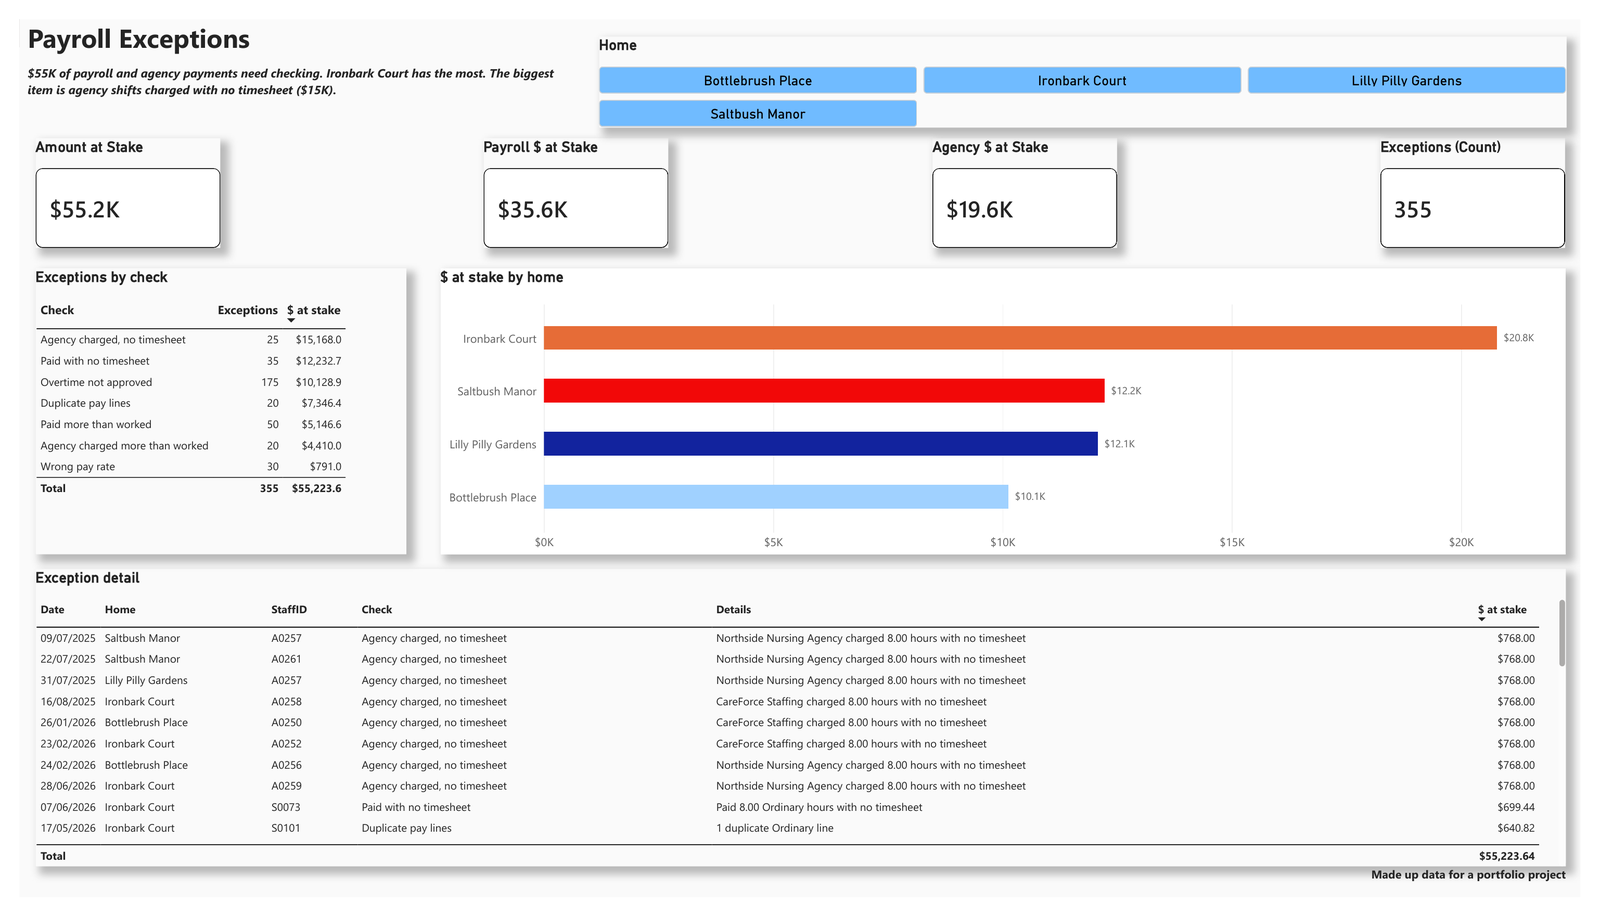 Payroll Exceptions
$55K of payroll and agency payments need checking. Ironbark Court has the most. The biggest
item is agency shifts charged with no timesheet ($15K).
Home
Bottlebrush Place
Ironbark Court
Lilly Pilly Gardens
Saltbush Manor
Amount at Stake
$55.2K
Payroll $ at Stake
$35.6K
Agency $ at Stake
$19.6K
Exceptions (Count)
355
Exceptions by check
Check Exceptions $ at stake
Agency charged, no timesheet 25 $15,168.0
Paid with no timesheet 35 $12,232.7
Overtime not approved 175 $10,128.9
Duplicate pay lines 20 $7,346.4
Paid more than worked 50 $5,146.6
Agency charged more than worked 20 $4,410.0
Wrong pay rate 30 $791.0
Total 355 $55,223.6
$ at stake by home
Ironbark Court $20.8K
Saltbush Manor $12.2K
Lilly Pilly Gardens $12.1K
Bottlebrush Place $10.1K
$0K $5K $10K $15K $20K
Exception detail
Date Home StaffID Check Details $ at stake
09/07/2025 Saltbush Manor A0257 Agency charged, no timesheet Northside Nursing Agency charged 8.00 hours with no timesheet $768.00
22/07/2025 Saltbush Manor A0261 Agency charged, no timesheet Northside Nursing Agency charged 8.00 hours with no timesheet $768.00
31/07/2025 Lilly Pilly Gardens A0257 Agency charged, no timesheet Northside Nursing Agency charged 8.00 hours with no timesheet $768.00
16/08/2025 Ironbark Court A0258 Agency charged, no timesheet CareForce Staffing charged 8.00 hours with no timesheet $768.00
26/01/2026 Bottlebrush Place A0250 Agency charged, no timesheet CareForce Staffing charged 8.00 hours with no timesheet $768.00
23/02/2026 Ironbark Court A0252 Agency charged, no timesheet CareForce Staffing charged 8.00 hours with no timesheet $768.00
24/02/2026 Bottlebrush Place A0256 Agency charged, no timesheet Northside Nursing Agency charged 8.00 hours with no timesheet $768.00
28/06/2026 Ironbark Court A0259 Agency charged, no timesheet Northside Nursing Agency charged 8.00 hours with no timesheet $768.00
07/06/2026 Ironbark Court S0073 Paid with no timesheet Paid 8.00 Ordinary hours with no timesheet $699.44
17/05/2026 Ironbark Court S0101 Duplicate pay lines 1 duplicate Ordinary line $640.82
Total $55,223.64
Made up data for a portfolio project